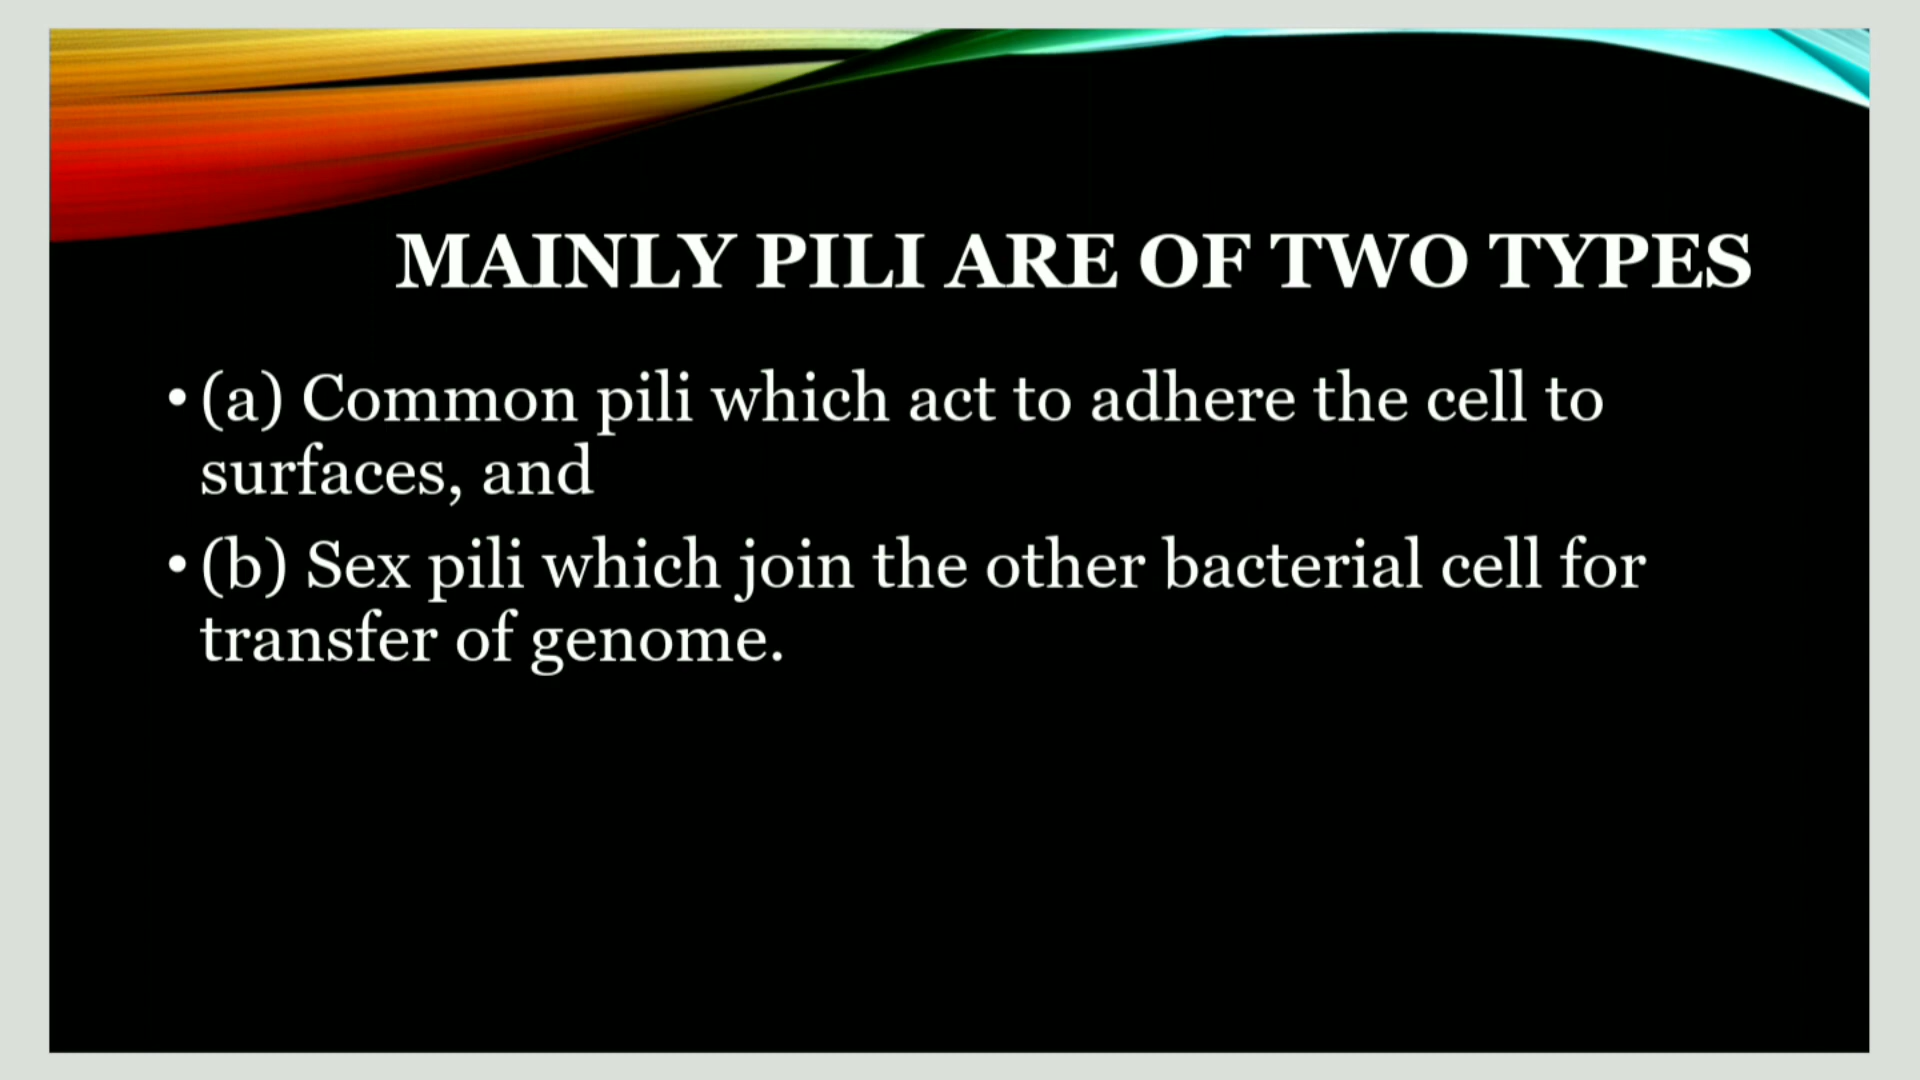 MAINLY PILI ARE OF TWO TYPES
• (a) Common pili which act to adhere the cell to
surfaces, and
• (b) Sex pili which join the other bacterial cell for
transfer of genome.